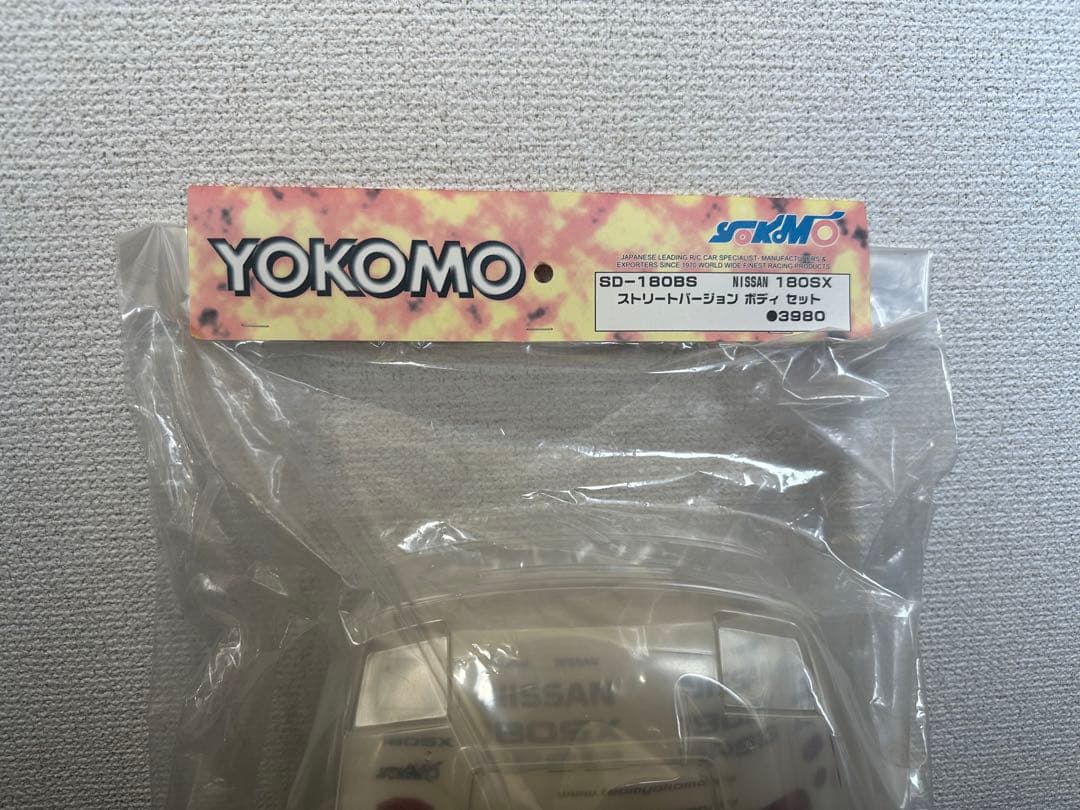 YOKOMO
YOKOMO
JAPANESE LEADING R/C CAR SPECIALIST- MANUFACTURERS &
EXPORTERS SINCE 1970 WORLD WIDE FINEST RACING PRODUCTS
SD-180BS NISSAN 180SX
ストリートバージョン ボディ セット
●3980
NISSAN
180SX
180SX